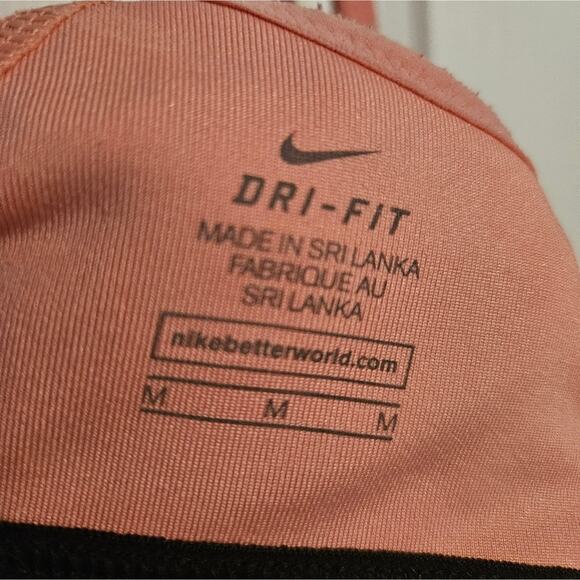 DRI-FIT
MADE IN SRI LANKA
FABRIQUE AU
SRI LANKA
nikebetterworld.com
M M M